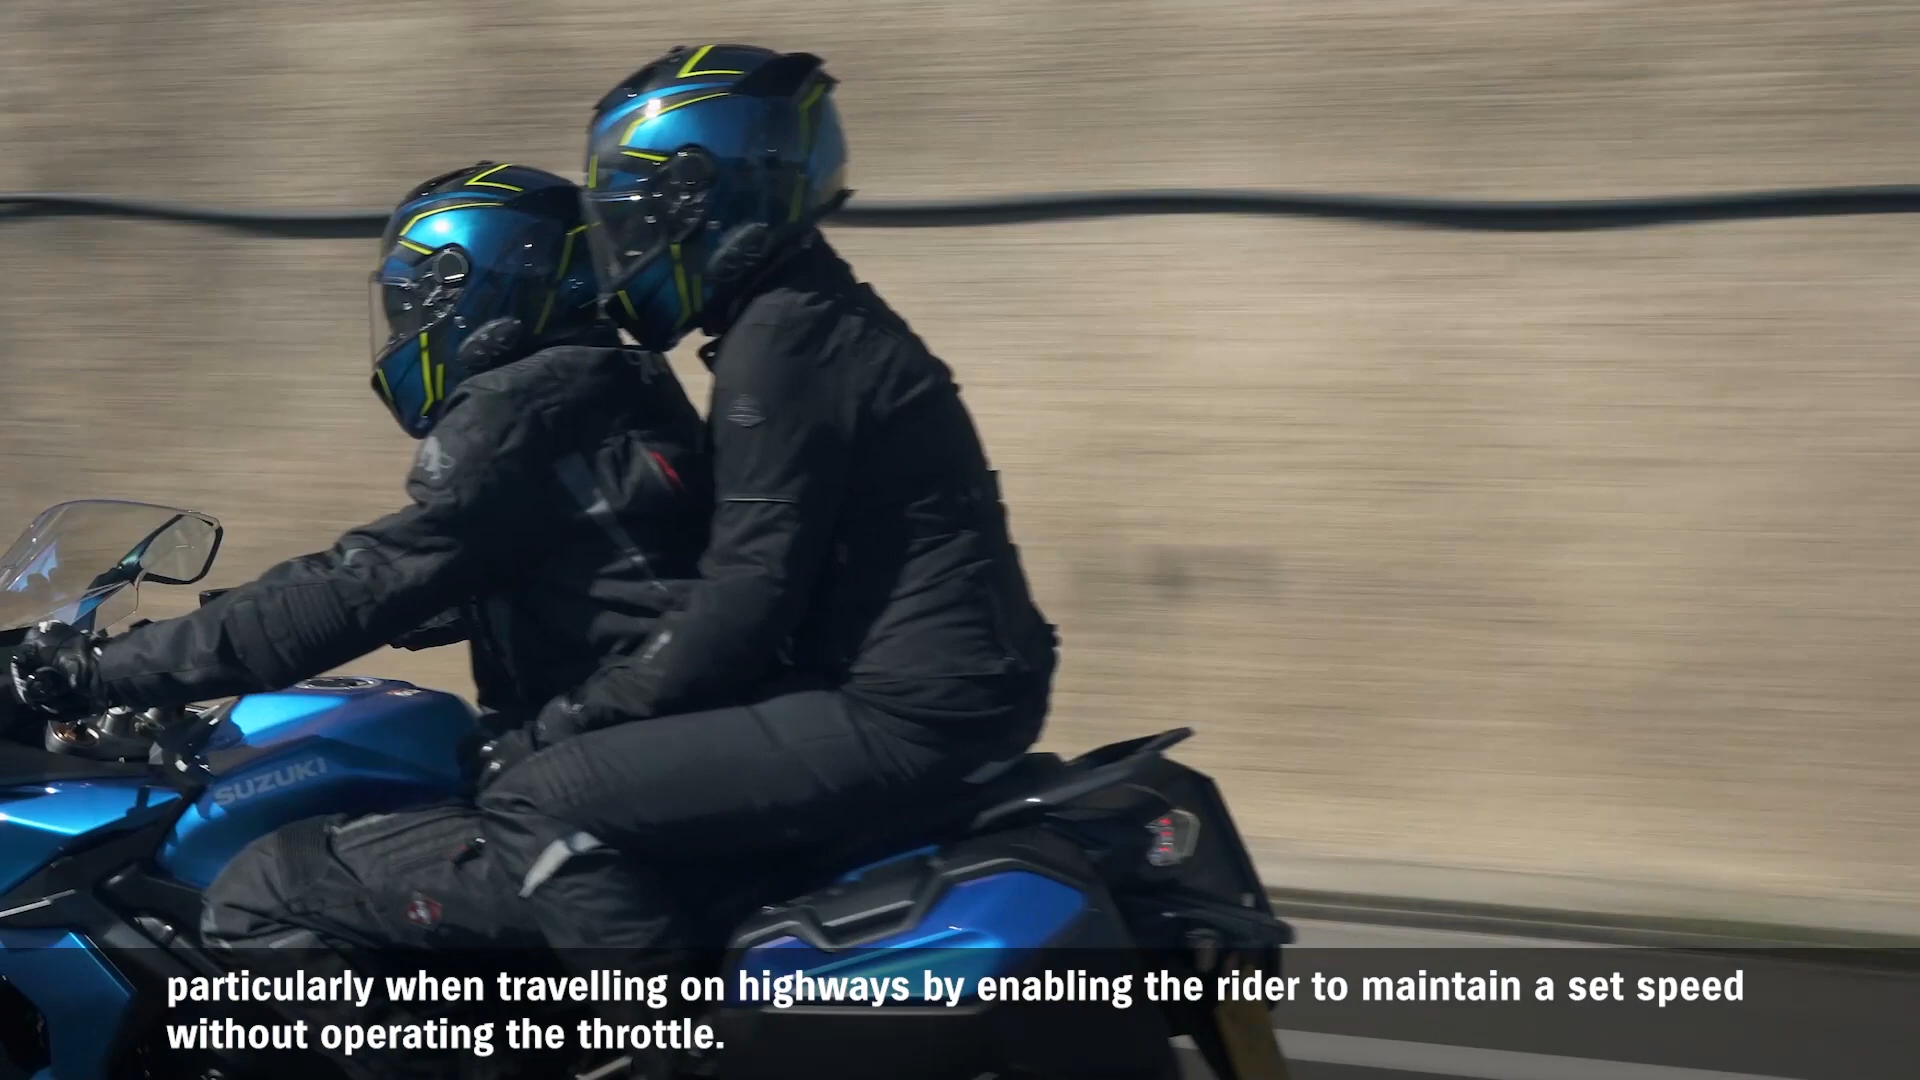 SUZUKI
particularly when travelling on highways by enabling the rider to maintain a set speed
without operating the throttle.